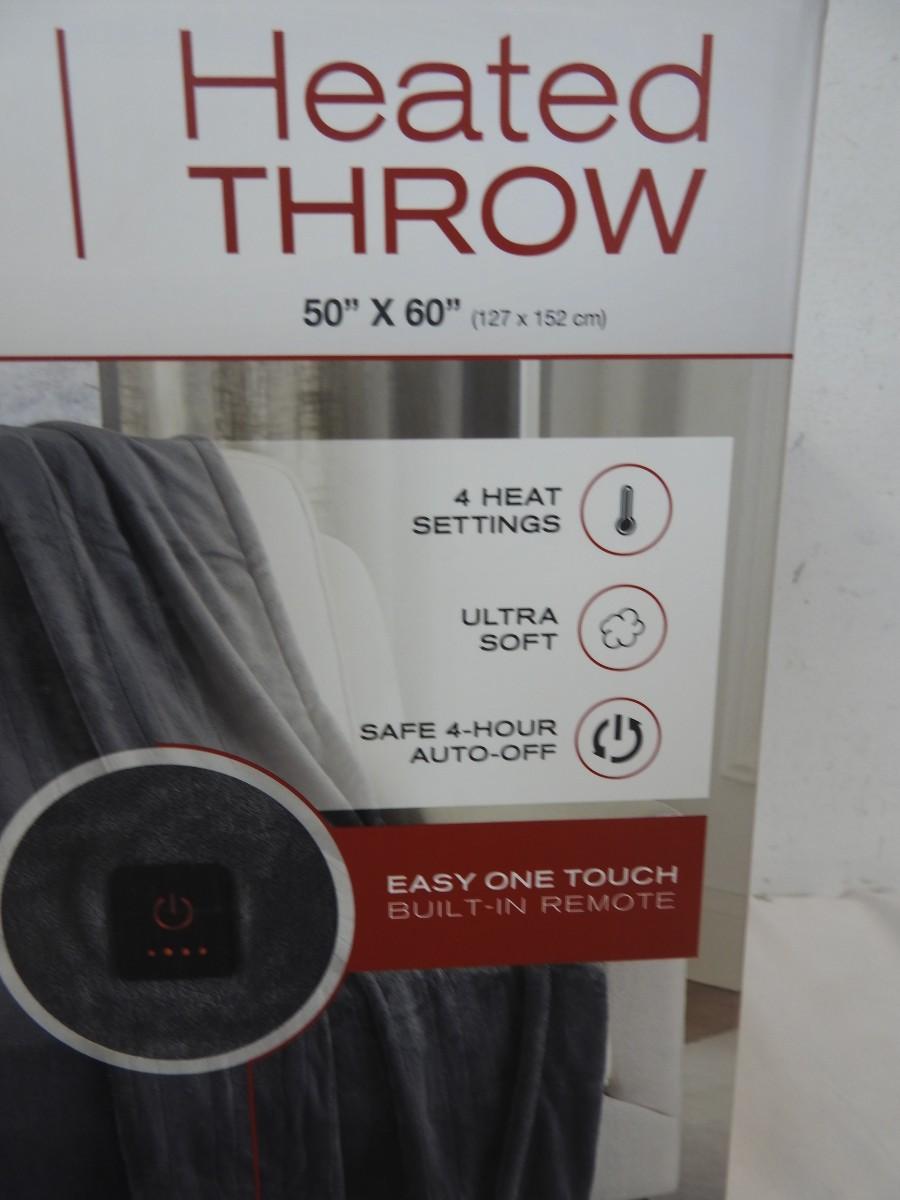 Heated
THROW
50” X 60” (127 x 152 cm)
4 HEAT
SETTINGS
ULTRA
SOFT
SAFE 4-HOUR
AUTO-OFF
EASY ONE TOUCH
BUILT-IN REMOTE